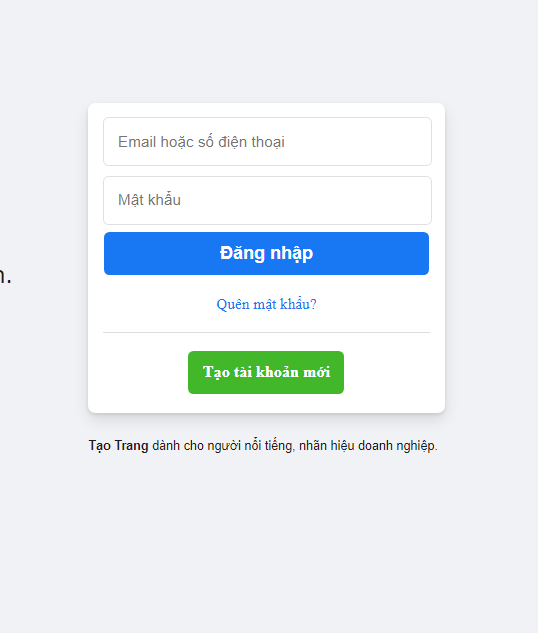 Email hoặc số điện thoại
Mật khẩu
Đăng nhập
n.
Quên mật khẩu?
Tạo tài khoản mới
Tạo Trang dành cho người nổi tiếng, nhãn hiệu doanh nghiệp.